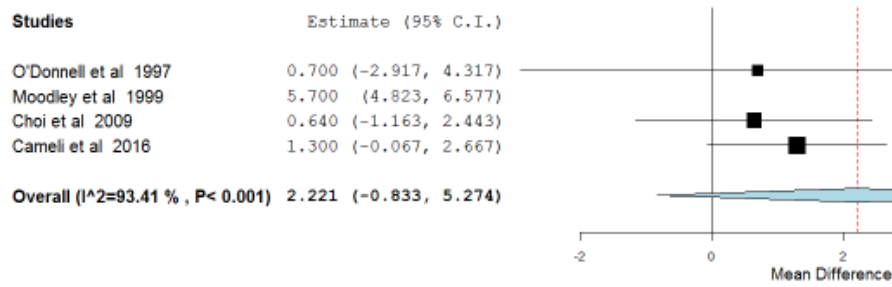 Studies Estimate (95% C.I.)
O'Donnell et al 1997 0.700 (-2.917, 4.317)
Moodley et al 1999 5.700 (4.823, 6.577)
Choi et al 2009 0.640 (-1.163, 2.443)
Cameli et al 2016 1.300 (-0.067, 2.667)
Overall (I^2=93.41 % , P< 0.001) 2.221 (-0.833, 5.274)
-2 0 2
Mean Difference